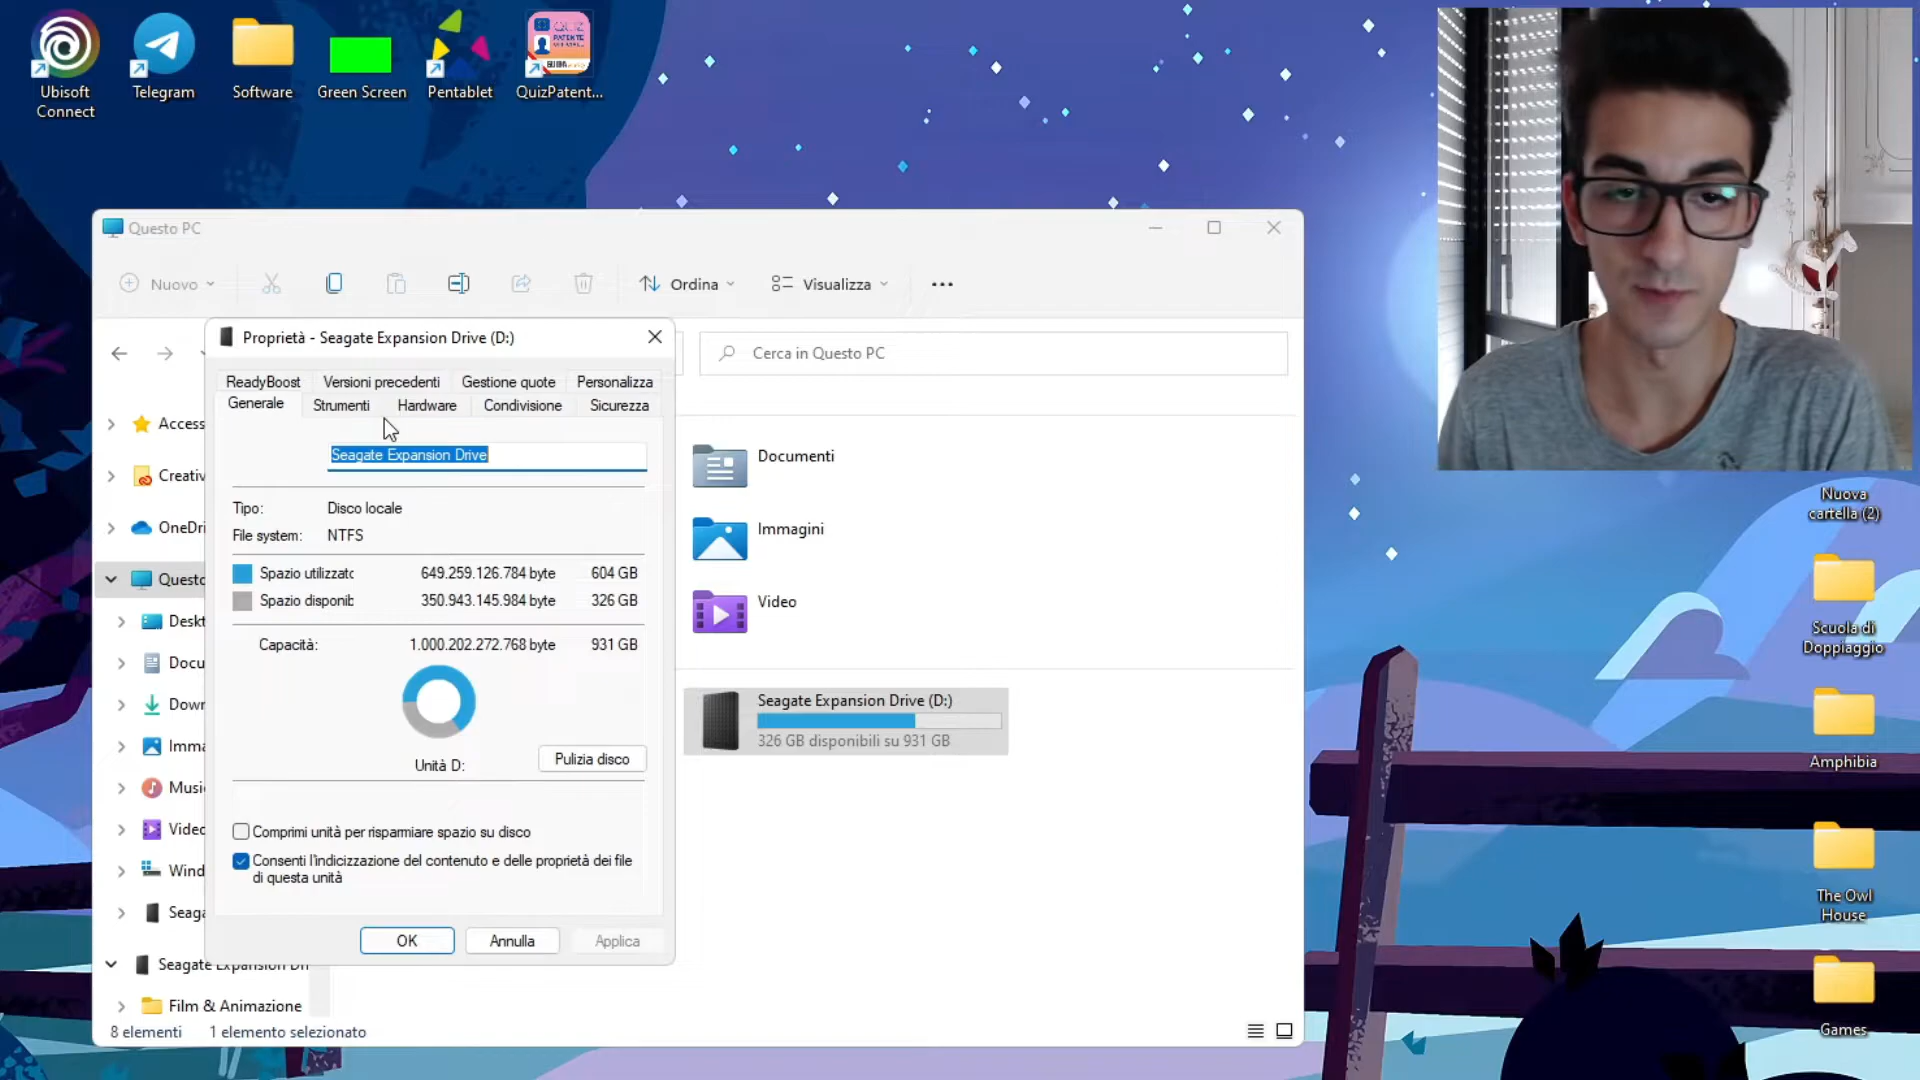 Ubisoft
Connect
Telegram
Software
Green Screen
Pentablet
QuizPatent...
Questo PC
Nuovo
Ordina
Visualizza
Proprietà - Seagate Expansion Drive (D:)
Cerca in Questo PC
ReadyBoost
Versioni precedenti
Gestione quote
Personalizza
Generale
Strumenti
Hardware
Condivisione
Sicurezza
Seagate Expansion Drive
Tipo: Disco locale
File system: NTFS
Spazio utilizzato 649.259.126.784 byte 604 GB
Spazio disponib 350.943.145.984 byte 326 GB
Capacità: 1.000.202.272.768 byte 931 GB
Unità D:
Pulizia disco
Comprimi unità per risparmiare spazio su disco
Consenti l'indicizzazione del contenuto e delle proprietà dei file
di questa unità
OK
Annulla
Applica
Access
Creativ
OneDri
Questo
Deskt
Docu
Down
Imma
Musi
Video
Wind
Seaga
Seagate Expansion Dri
Film & Animazione
8 elementi
1 elemento selezionato
Documenti
Immagini
Video
Seagate Expansion Drive (D:)
326 GB disponibili su 931 GB
Nuova
cartella (2)
Scuola di
Doppiaggio
Amphibia
The Owl
House
Games